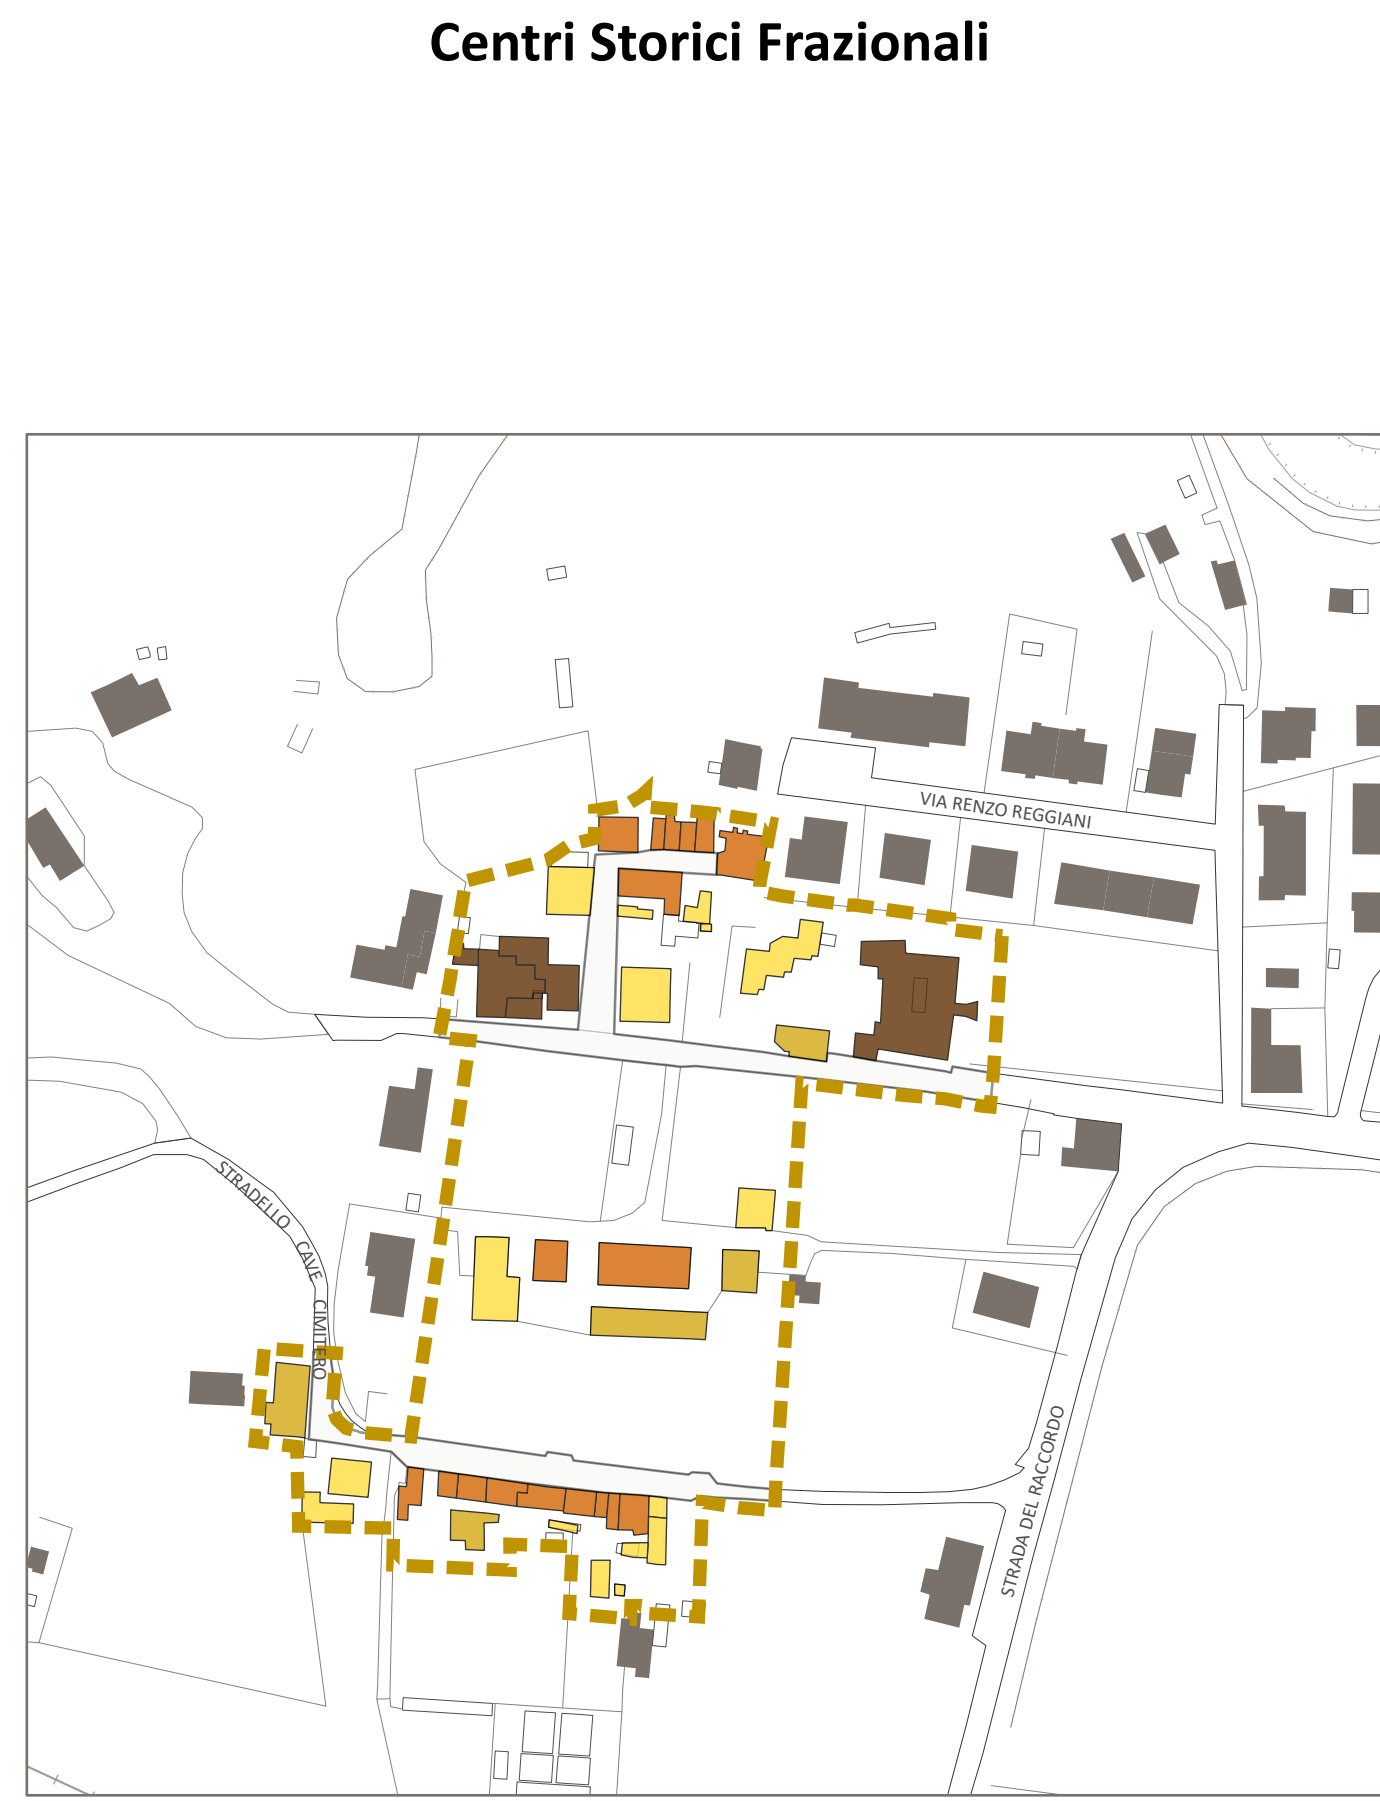 Centri Storici Frazionali
VIA RENZO REGGIANI
STRADELLO CAVE CIMITERO
STRADA DEL RACCORDO